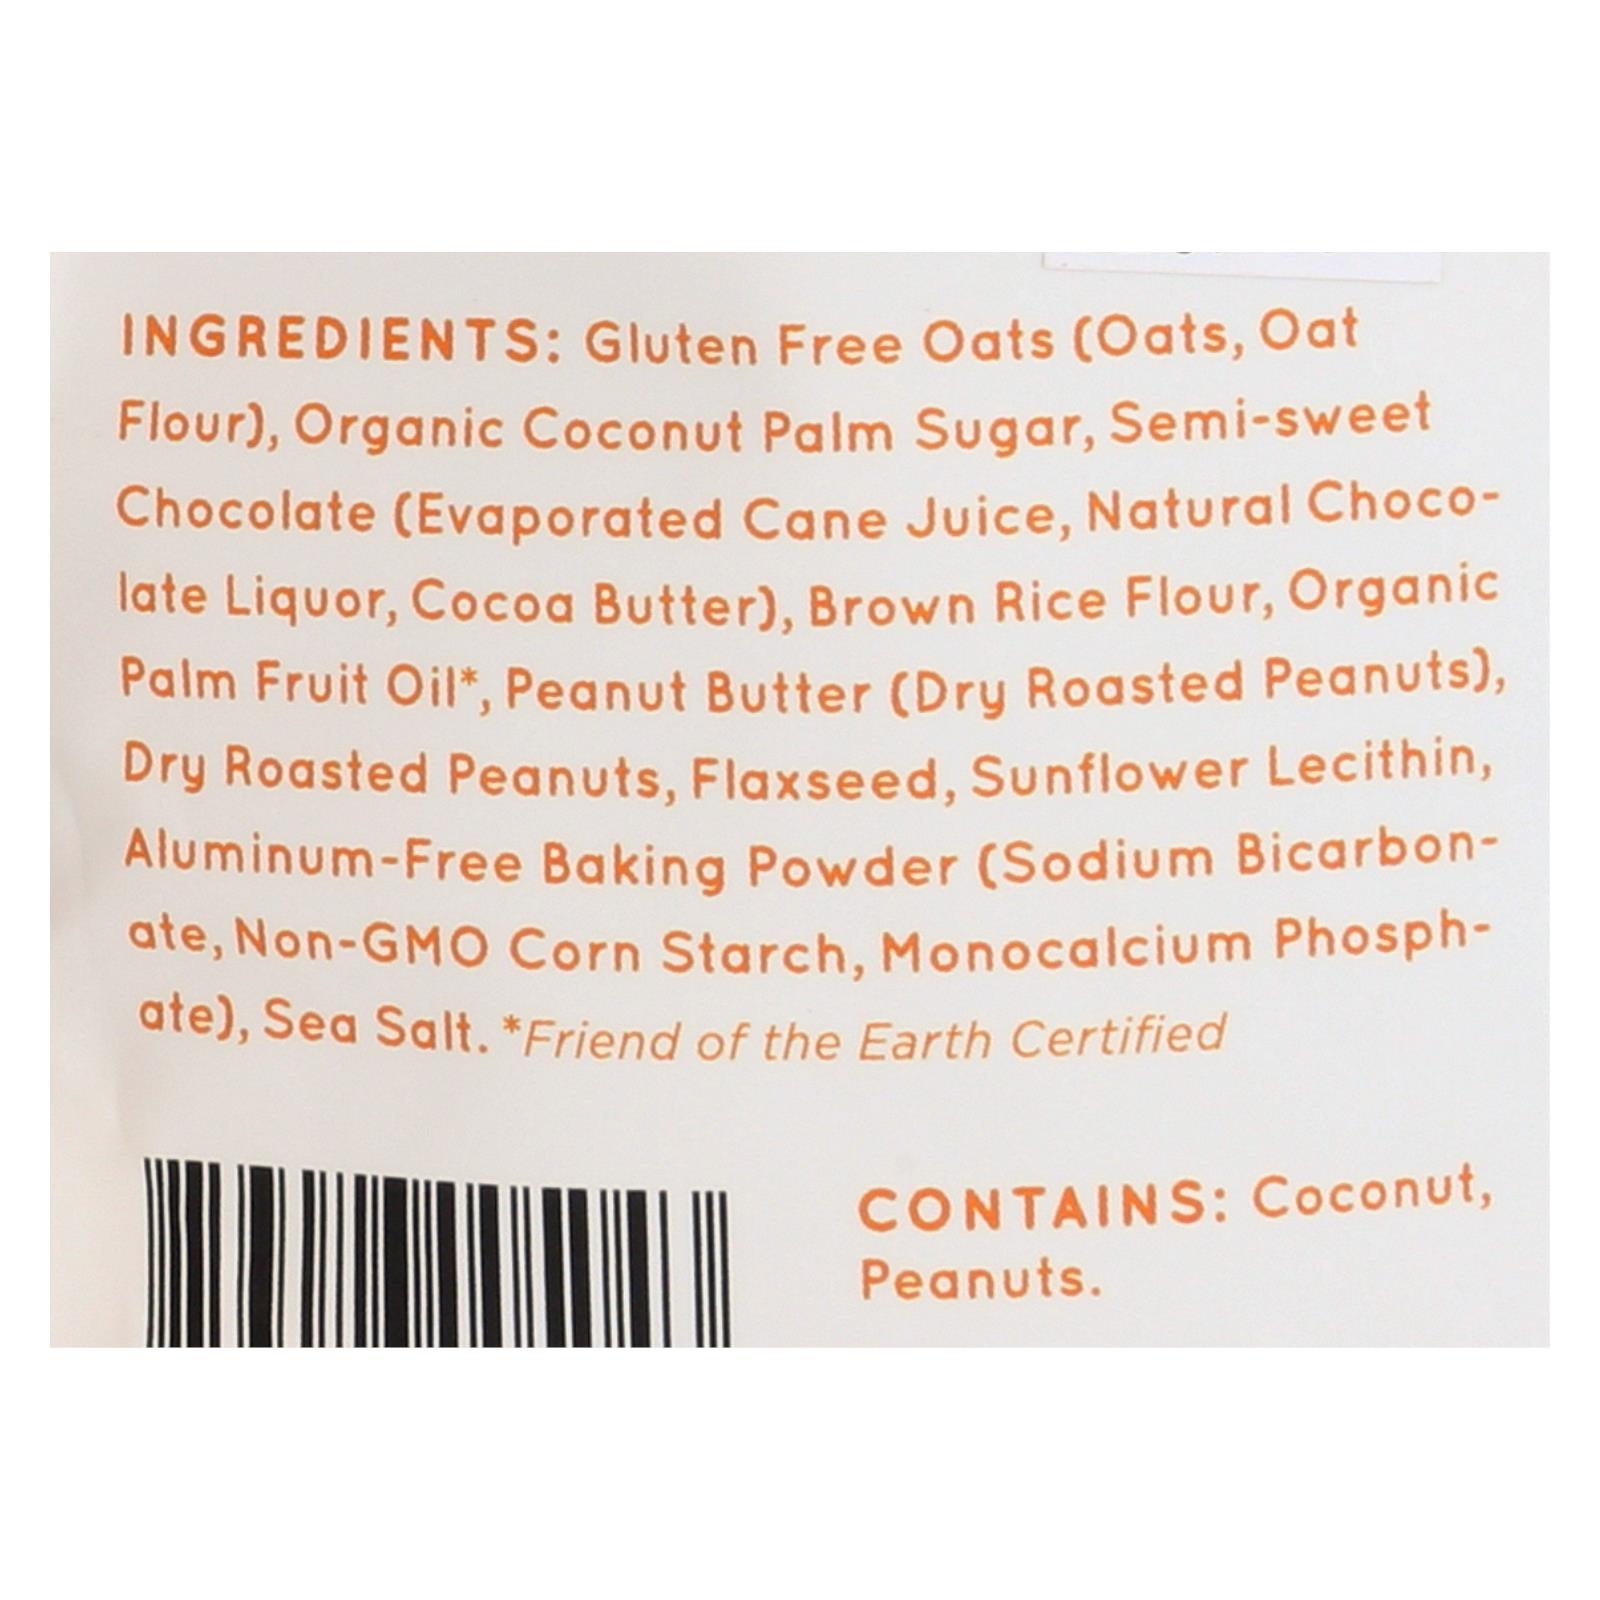 INGREDIENTS: Gluten Free Oats (Oats, Oat
Flour), Organic Coconut Palm Sugar, Semi-sweet
Chocolate (Evaporated Cane Juice, Natural Choco-
late Liquor, Cocoa Butter), Brown Rice Flour, Organic
Palm Fruit Oil*, Peanut Butter (Dry Roasted Peanuts),
Dry Roasted Peanuts, Flaxseed, Sunflower Lecithin,
Aluminum-Free Baking Powder (Sodium Bicarbon-
ate, Non-GMO Corn Starch, Monocalcium Phosph-
ate), Sea Salt. *Friend of the Earth Certified
CONTAINS: Coconut,
Peanuts.